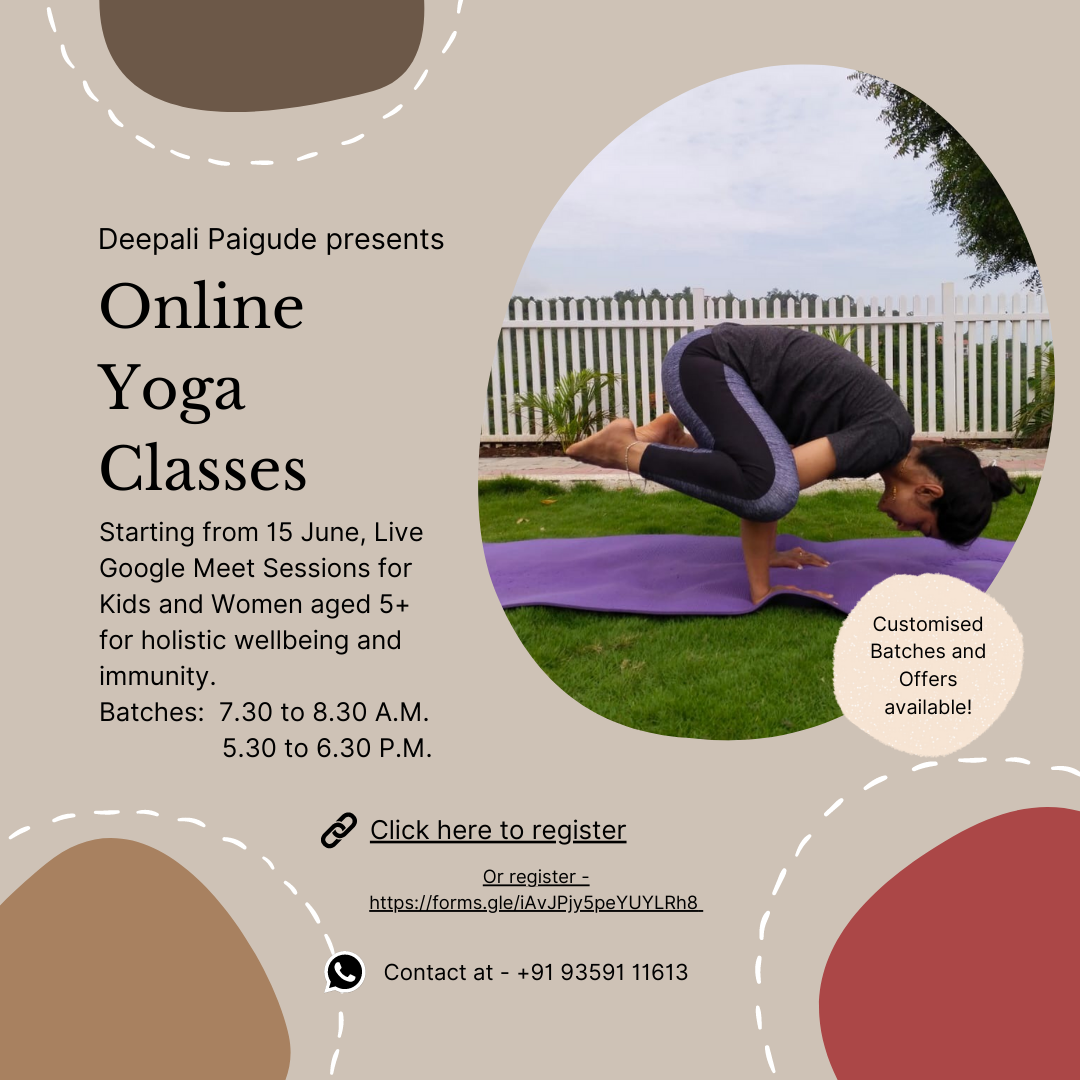 Deepali Paigude presents
Online
Yoga
Classes
Starting from 15 June, Live
Google Meet Sessions for
Kids and Women aged 5+
for holistic wellbeing and
immunity.
Batches:  7.30 to 8.30 A.M.
5.30 to 6.30 P.M.
Customised
Batches and
Offers
available!
Click here to register
Or register -
https://forms.gle/iAvJPjy5peYUYLRh8
Contact at - +91 93591 11613